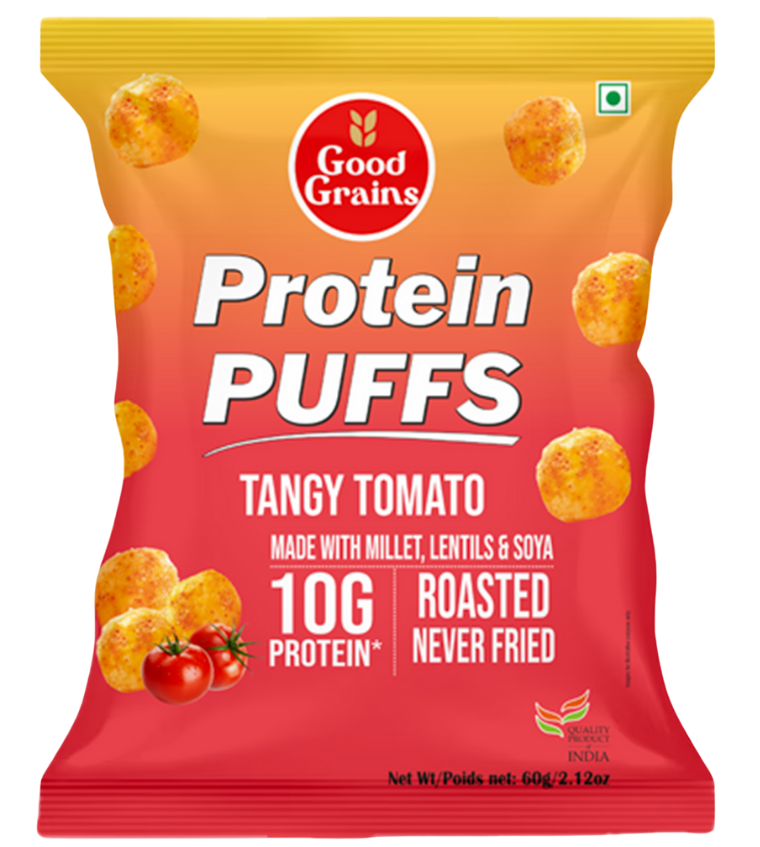 Good
Grains
Protein
PUFFS
TANGY TOMATO
MADE WITH MILLET, LENTILS & SOYA
10G
PROTEIN*
ROASTED
NEVER FRIED
QUALITY
PRODUCT
of
INDIA
Net Wt/Poids net: 60g/2.12oz